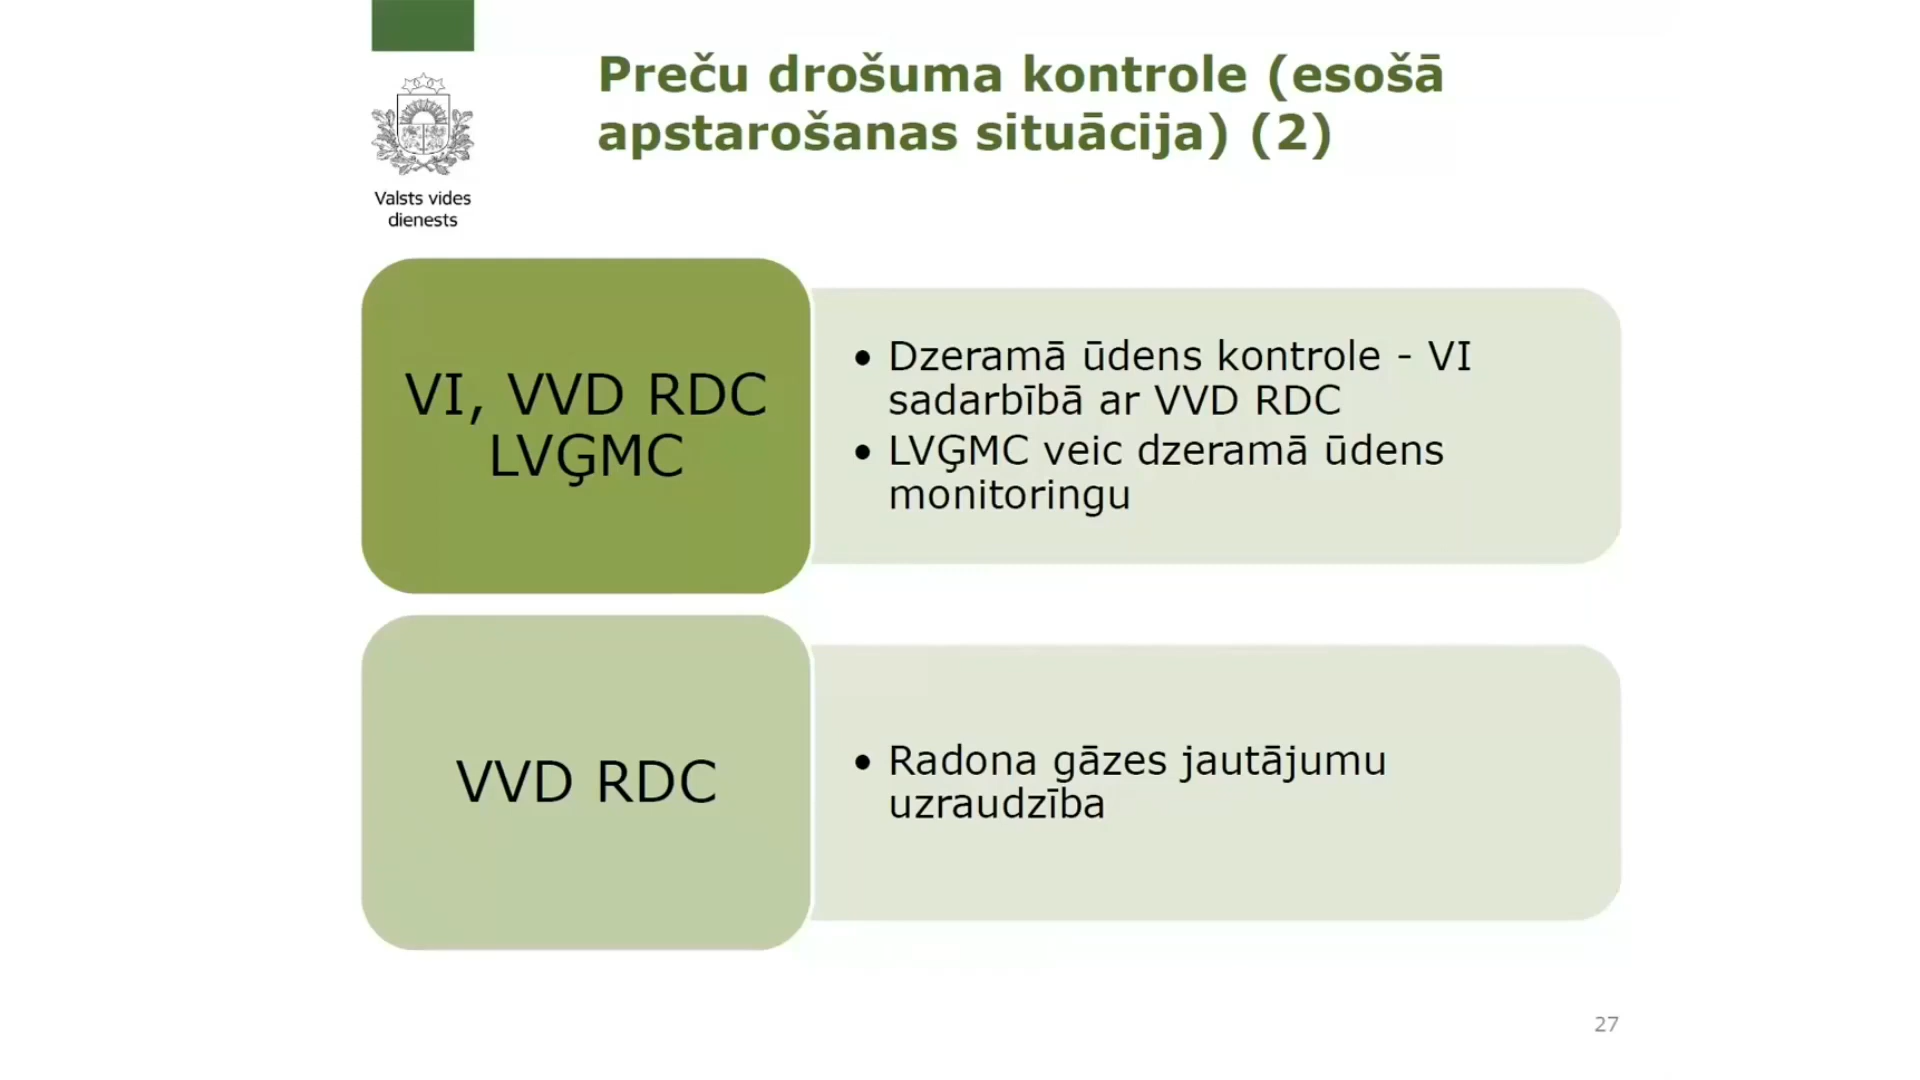 Preču drošuma kontrole (esošā
apstarošanas situācija) (2)
Valsts vides
dienests
VI, VVD RDC
LVĢMC
• Dzeramā ūdens kontrole - VI
sadarbībā ar VVD RDC
• LVĢMC veic dzeramā ūdens
monitoringu
VVD RDC
• Radona gāzes jautājumu
uzraudzība
27